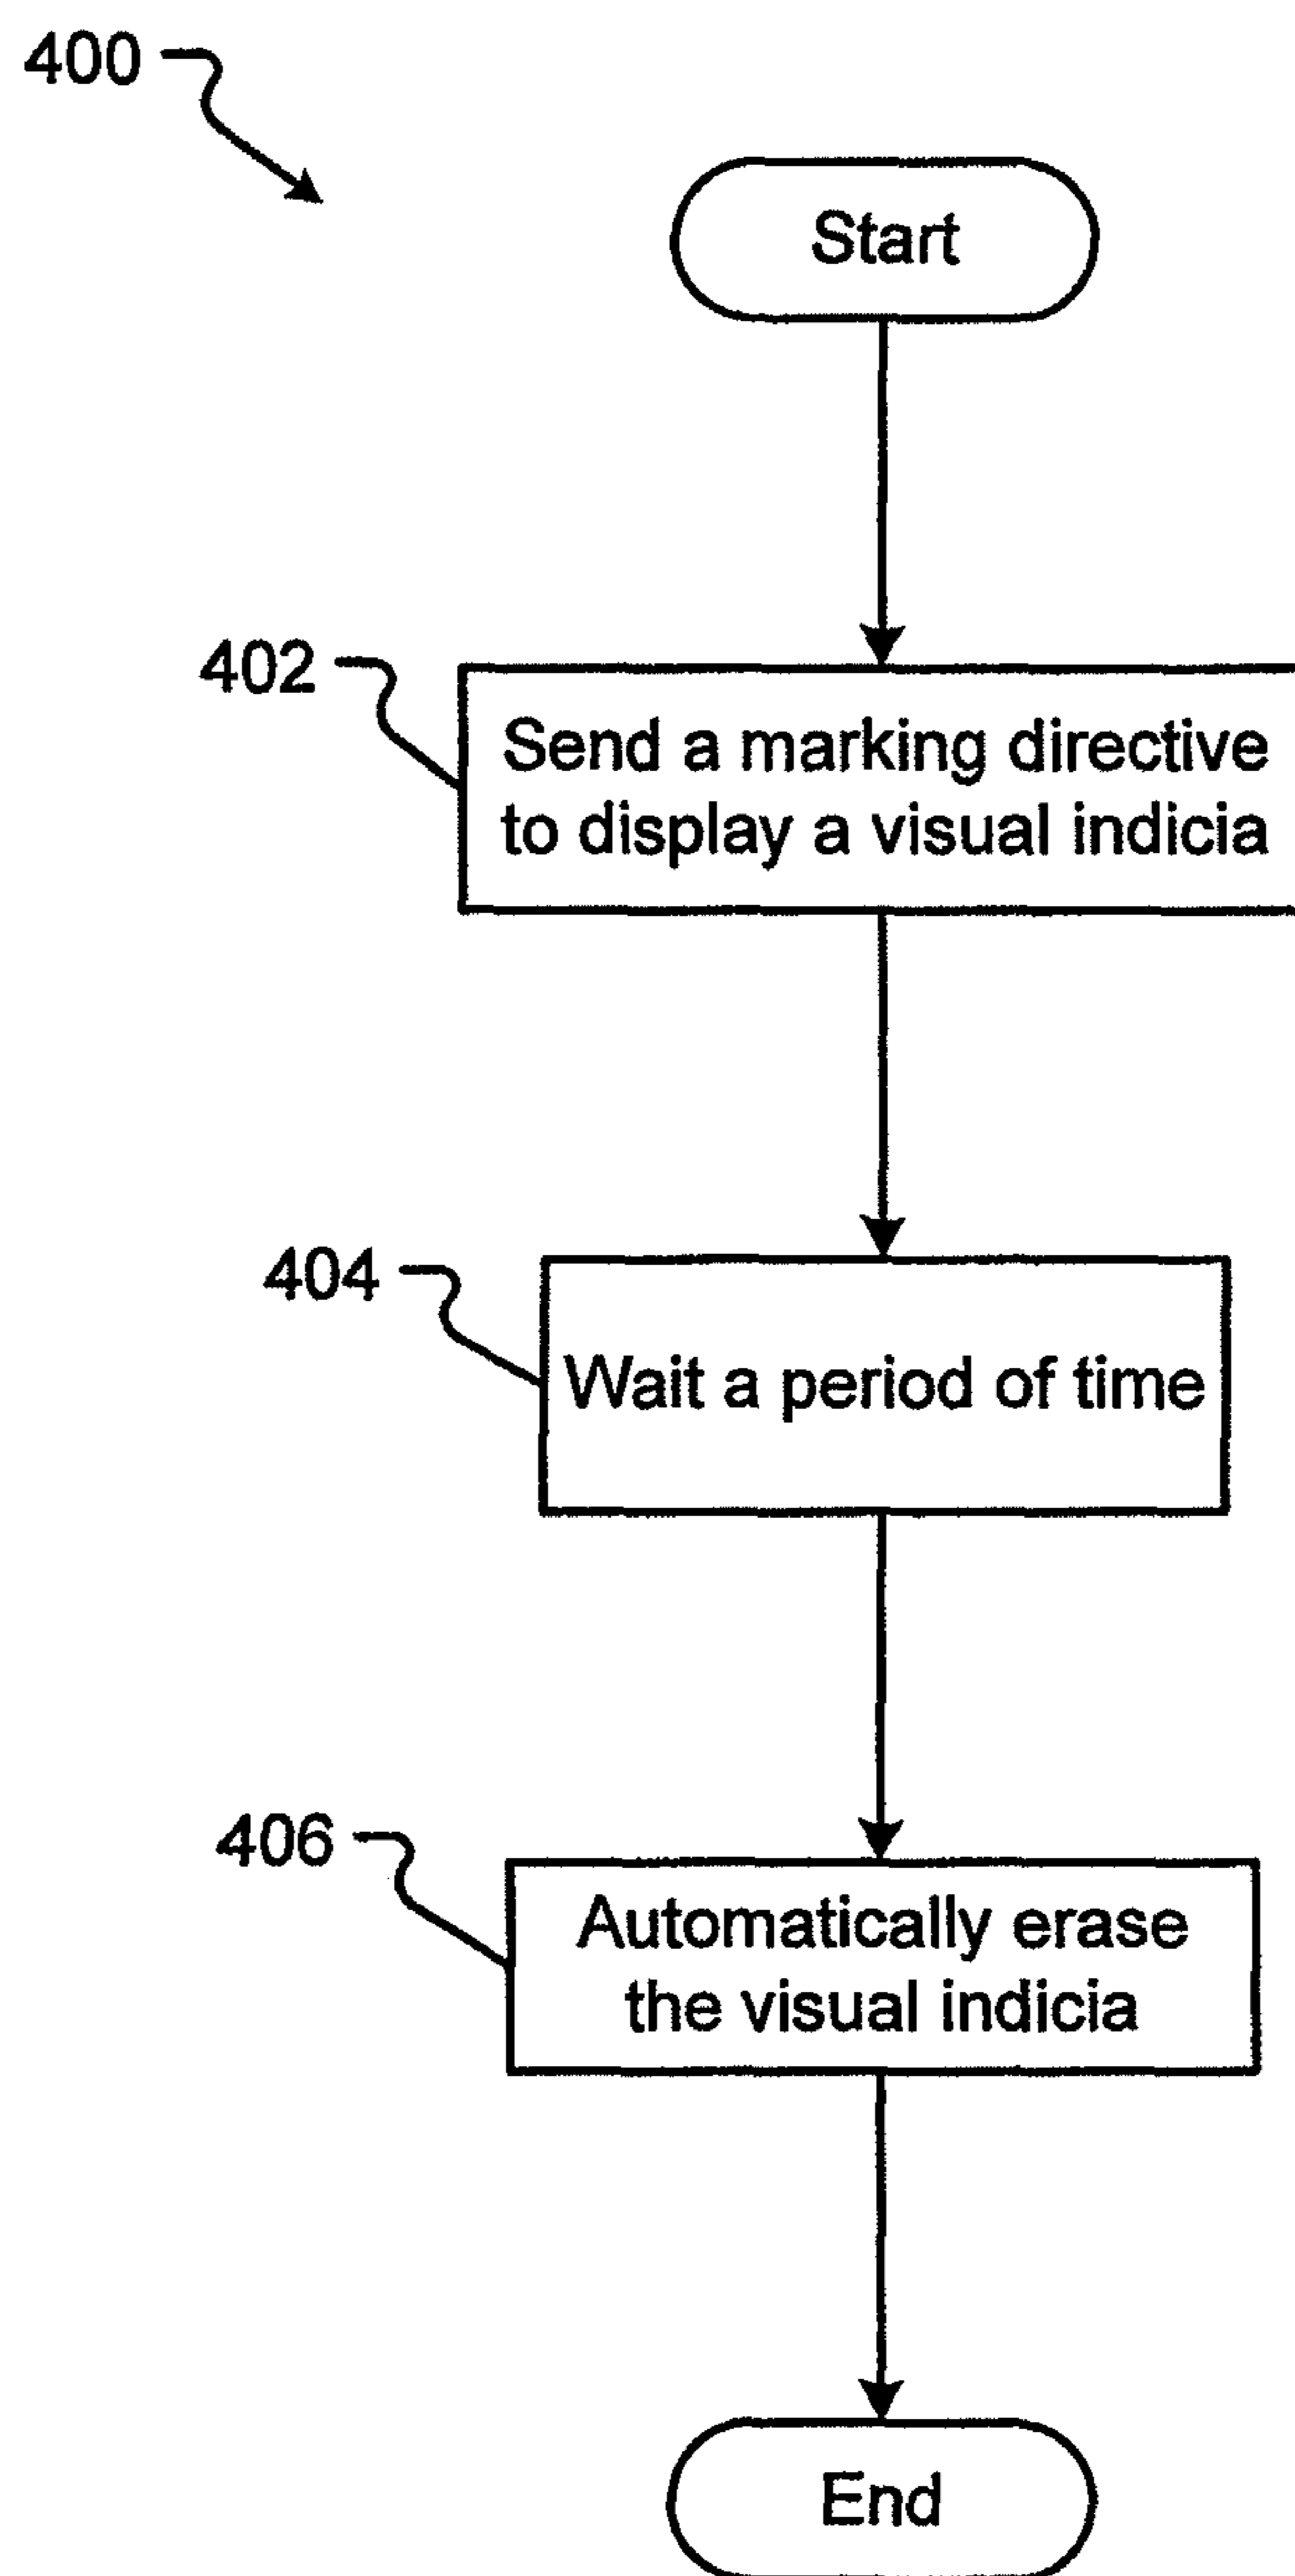 400
Start
402
Send a marking directive
to display a visual indicia
404
Wait a period of time
406
Automatically erase
the visual indicia
End